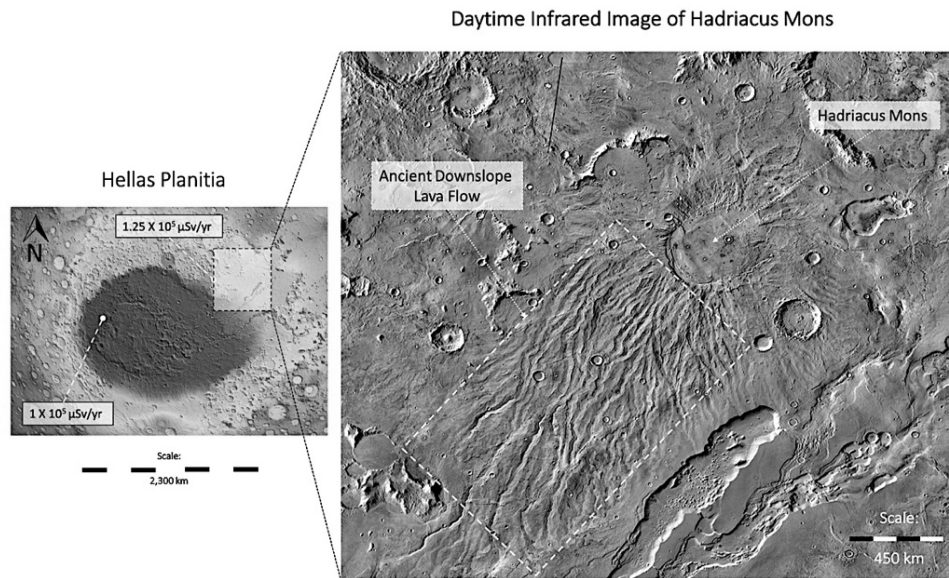 Daytime Infrared Image of Hadriacus Mons
Hadriacus Mons
Ancient Downslope
Lava Flow
Hellas Planitia
N
1.25 X 10⁵ μSv/yr
1 X 10⁵ μSv/yr
Scale:
2,300 km
Scale:
450 km